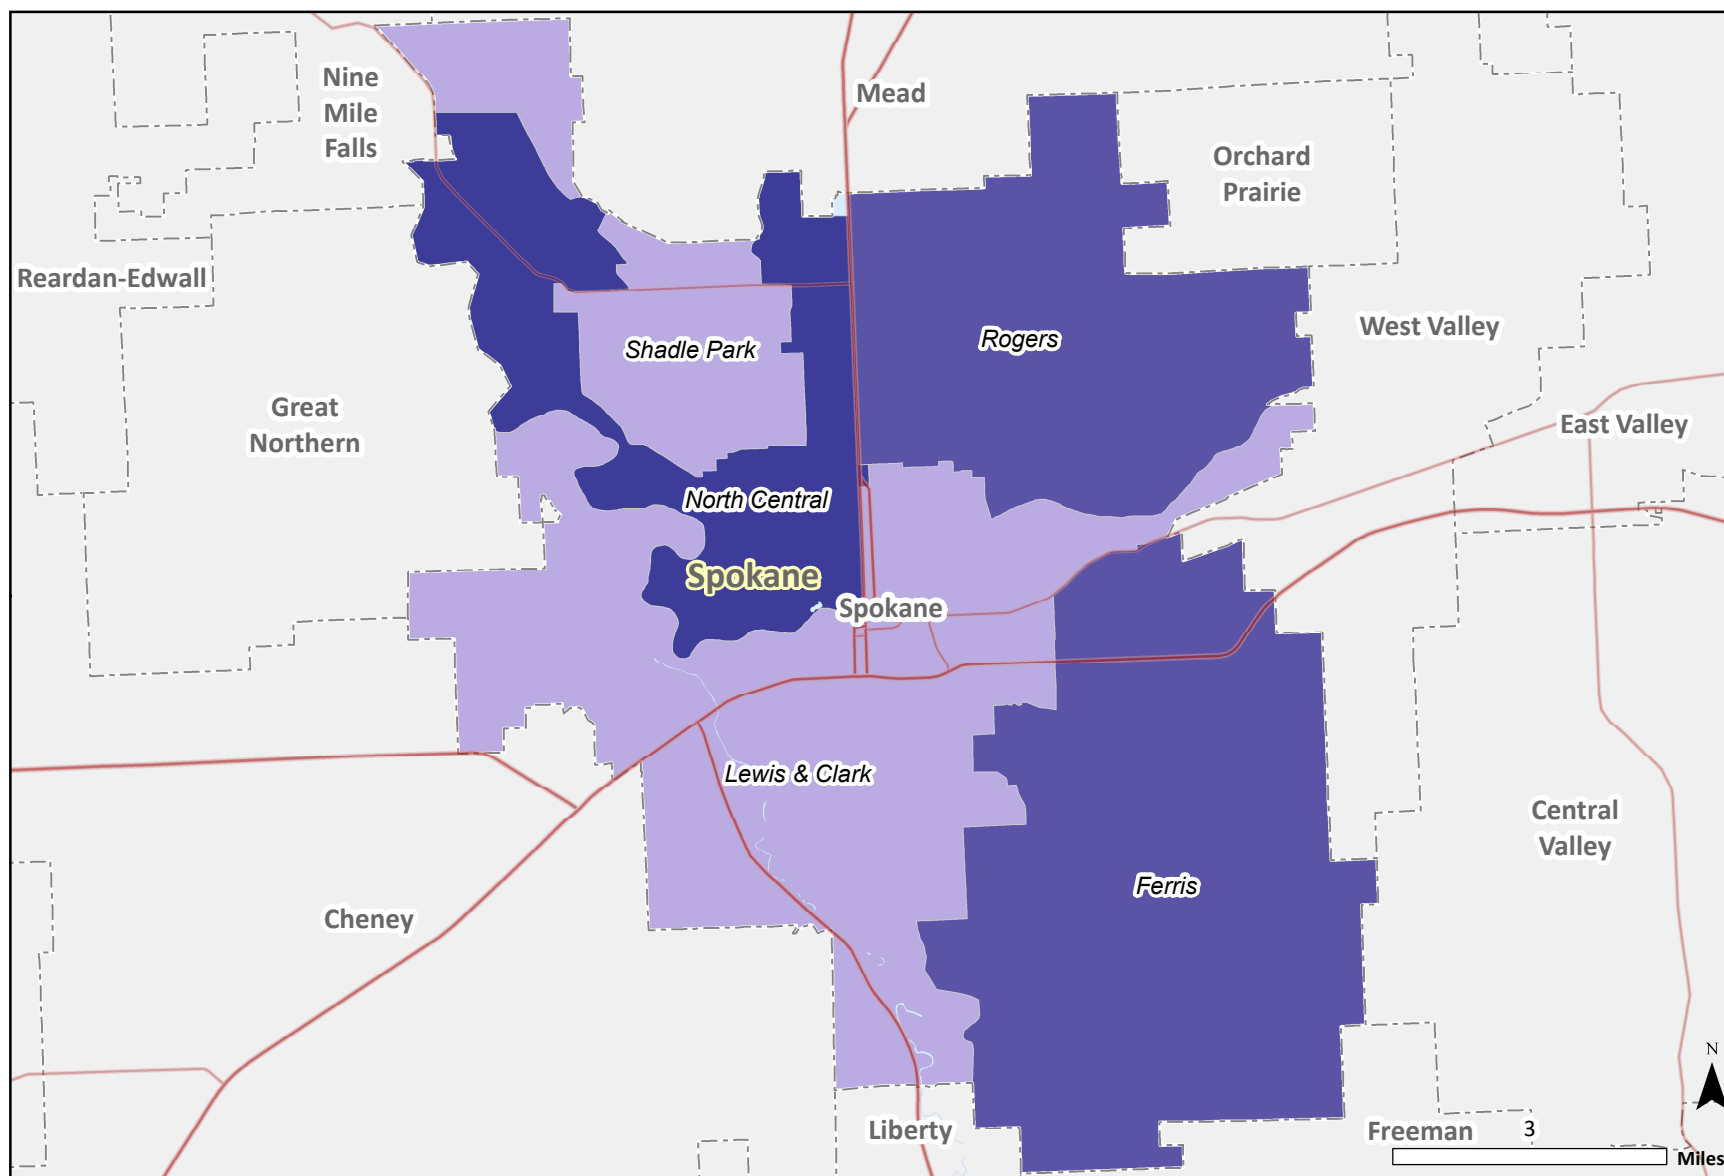 Nine
Mile
Falls
Mead
Orchard
Prairie
Reardan-Edwall
Shadle Park
Rogers
West Valley
Great
Northern
East Valley
North Central
Spokane
Spokane
Lewis & Clark
Central
Valley
Ferris
Cheney
N
Liberty
Freeman
3
Miles